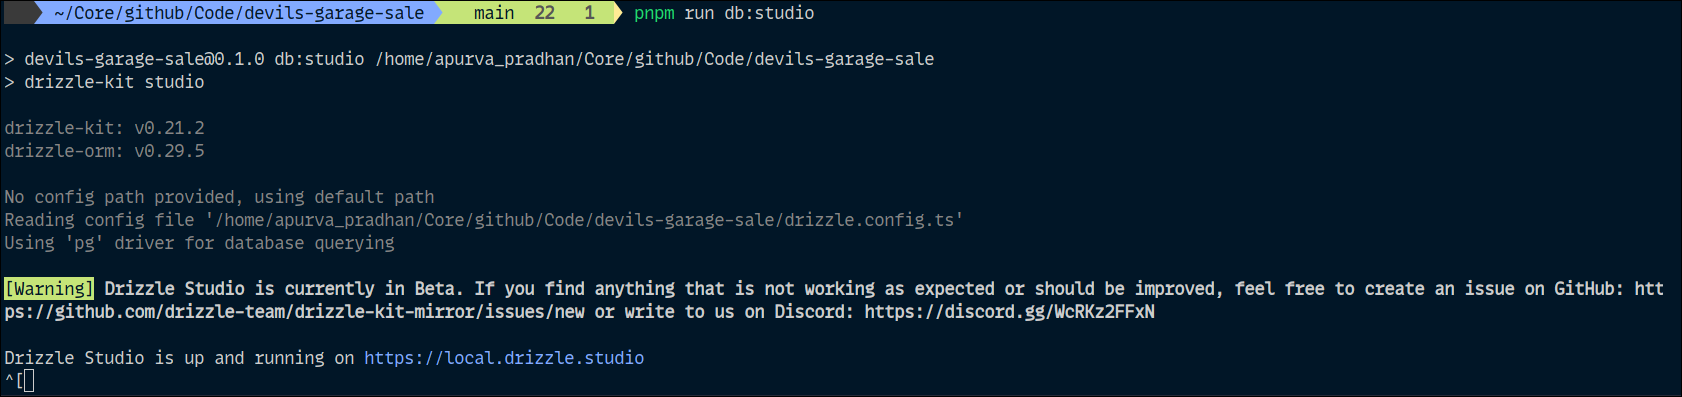 ~/Core/github/Code/devils-garage-sale main 22 1 pnpm run db:studio
> devils-garage-sale@0.1.0 db:studio /home/apurva_pradhan/Core/github/Code/devils-garage-sale
> drizzle-kit studio
drizzle-kit: v0.21.2
drizzle-orm: v0.29.5
No config path provided, using default path
Reading config file '/home/apurva_pradhan/Core/github/Code/devils-garage-sale/drizzle.config.ts'
Using 'pg' driver for database querying
[Warning] Drizzle Studio is currently in Beta. If you find anything that is not working as expected or should be improved, feel free to create an issue on GitHub: htt
ps://github.com/drizzle-team/drizzle-kit-mirror/issues/new or write to us on Discord: https://discord.gg/WcRKz2FFxN
Drizzle Studio is up and running on https://local.drizzle.studio
^[